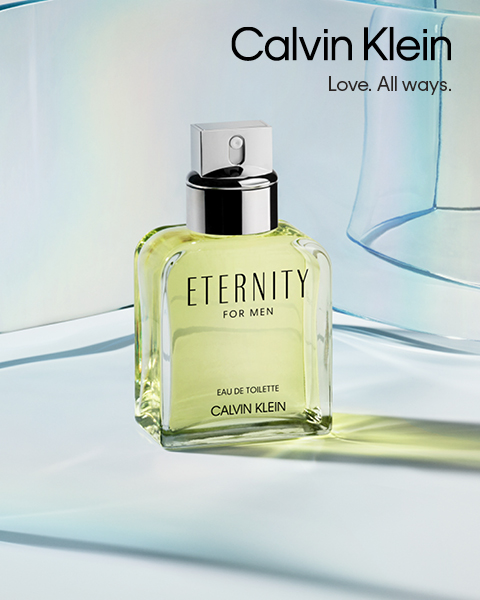 Calvin Klein
Love. All ways.
ETERNITY
FOR MEN
EAU DE TOILETTE
CALVIN KLEIN